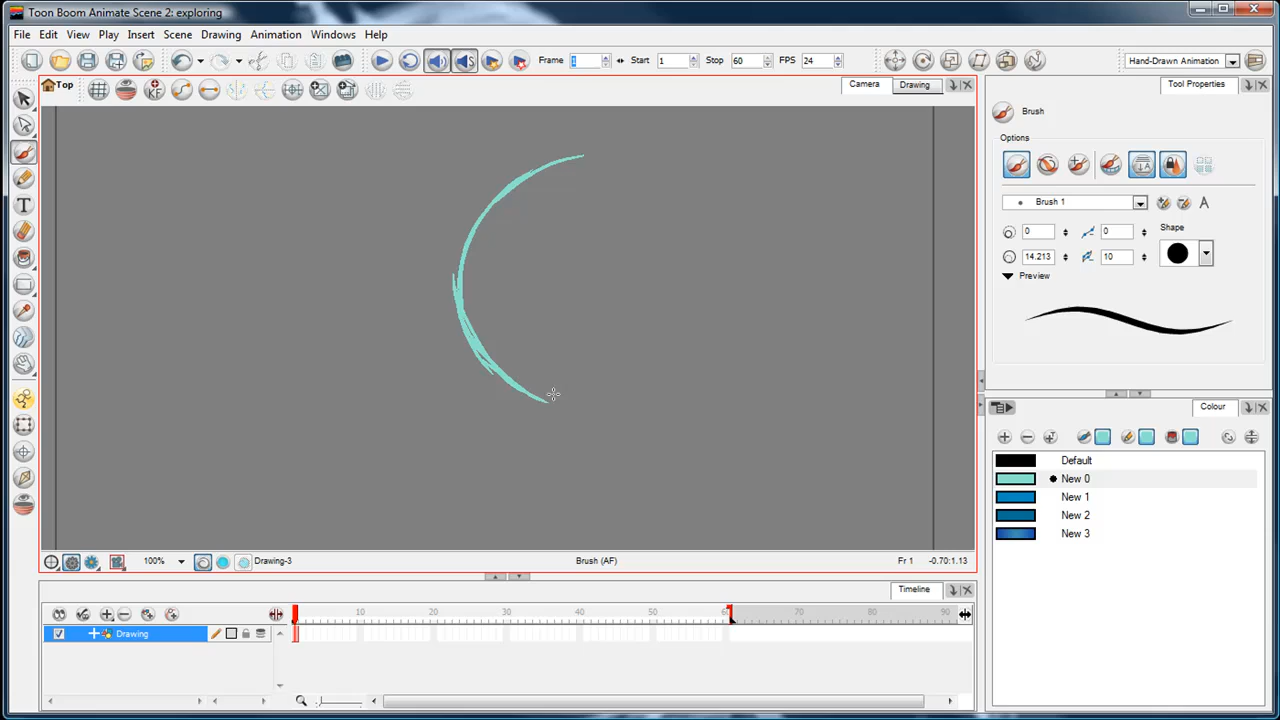 Toon Boom Animate Scene 2: exploring
File Edit View Play Insert Scene Drawing Animation Windows Help
Frame 1 Start 1 Stop 60 FPS 24 Hand-Drawn Animation
Top Camera Drawing
Tool Properties
Brush
Options
Brush 1
0 0 Shape
14.213 10
Preview
Colour
Default
New 0
New 1
New 2
New 3
100% Drawing-3 Brush (AF) Fr 1 -0.70:1.13
Timeline
10 20 30 40 50 60 70 80 90
Drawing